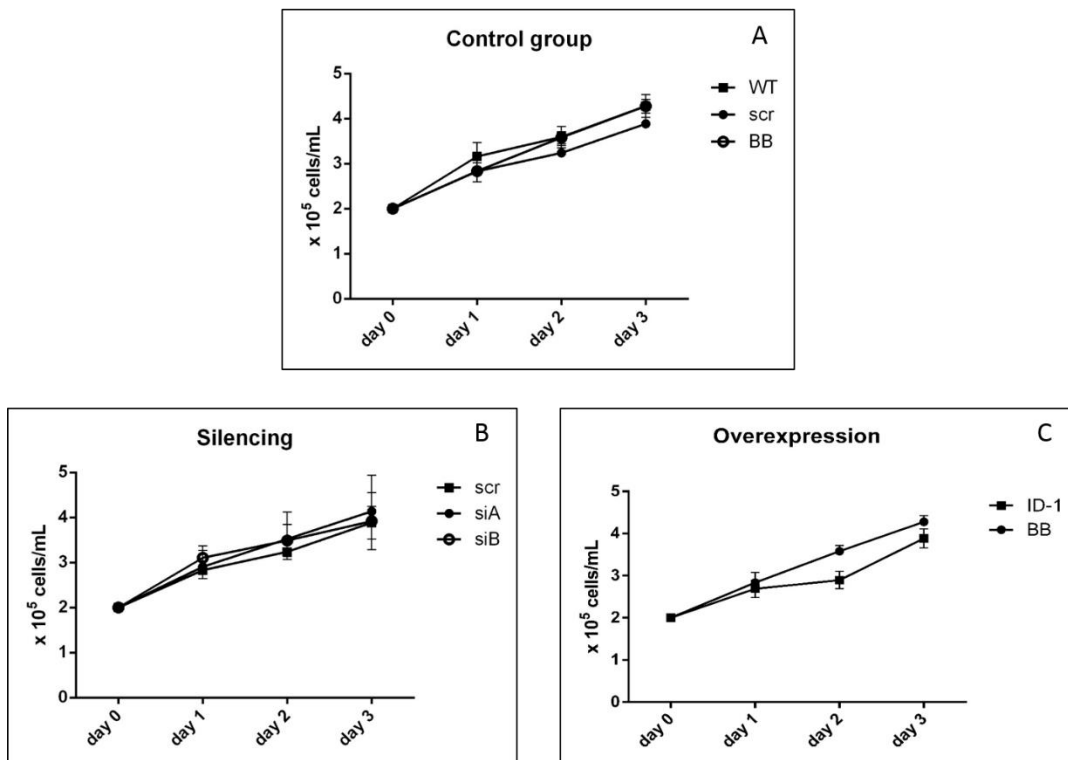 Control group
A
WT
scr
BB
x 10⁵ cells/mL
5
4
3
2
1
0
day 0
day 1
day 2
day 3
Silencing
B
scr
siA
siB
x 10⁵ cells/mL
5
4
3
2
1
0
day 0
day 1
day 2
day 3
Overexpression
C
ID-1
BB
x 10⁵ cells/mL
5
4
3
2
1
0
day 0
day 1
day 2
day 3